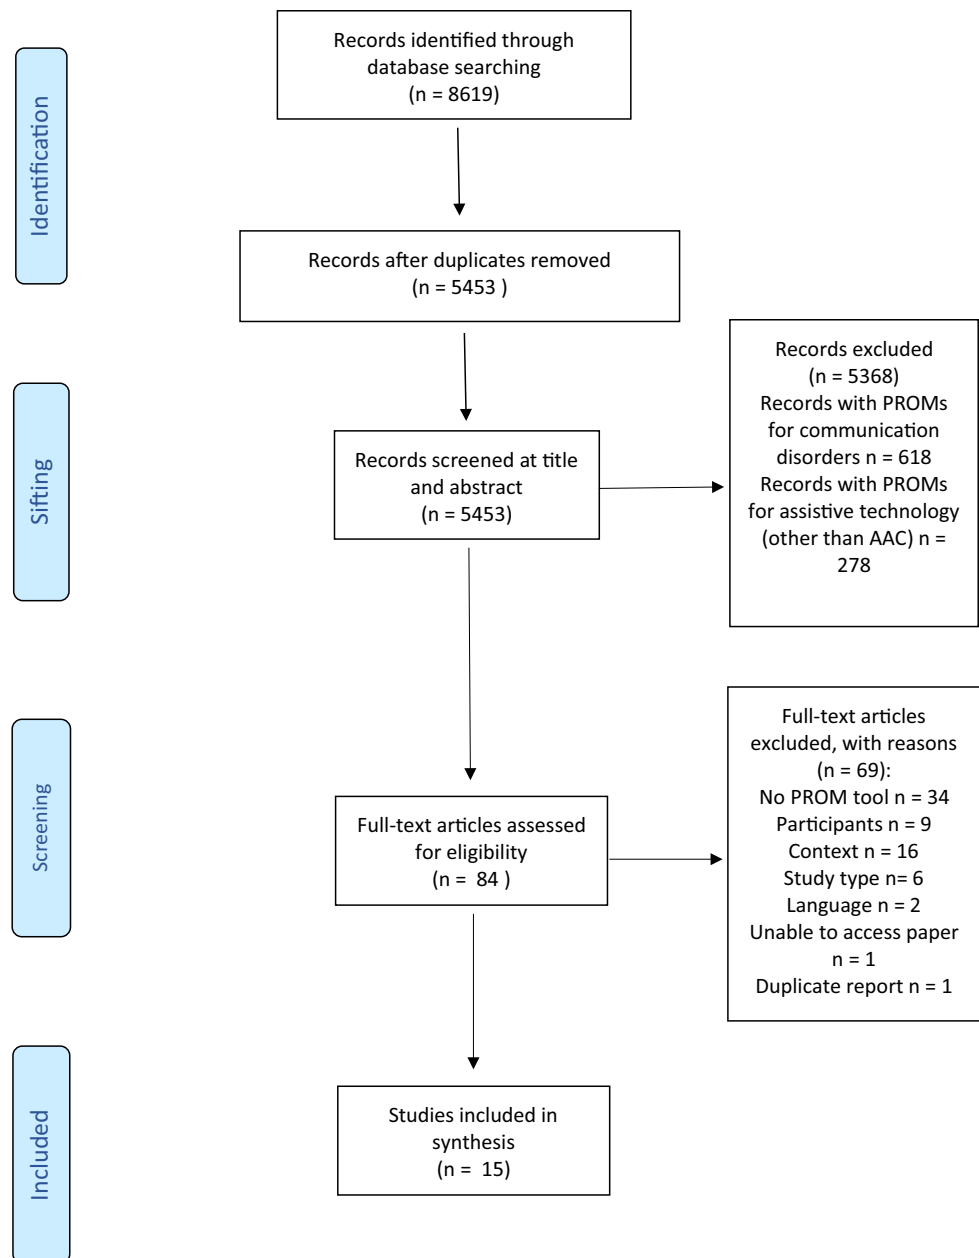 Identification
Records identified through
database searching
(n = 8619)
Records after duplicates removed
(n = 5453 )
Sifting
Records screened at title
and abstract
(n = 5453)
Records excluded
(n = 5368)
Records with PROMs
for communication
disorders n = 618
Records with PROMs
for assistive technology
(other than AAC) n =
278
Screening
Full-text articles assessed
for eligibility
(n =  84 )
Full-text articles
excluded, with reasons
(n = 69):
No PROM tool n = 34
Participants n = 9
Context n = 16
Study type n= 6
Language n = 2
Unable to access paper
n = 1
Duplicate report n = 1
Included
Studies included in
synthesis
(n =  15)